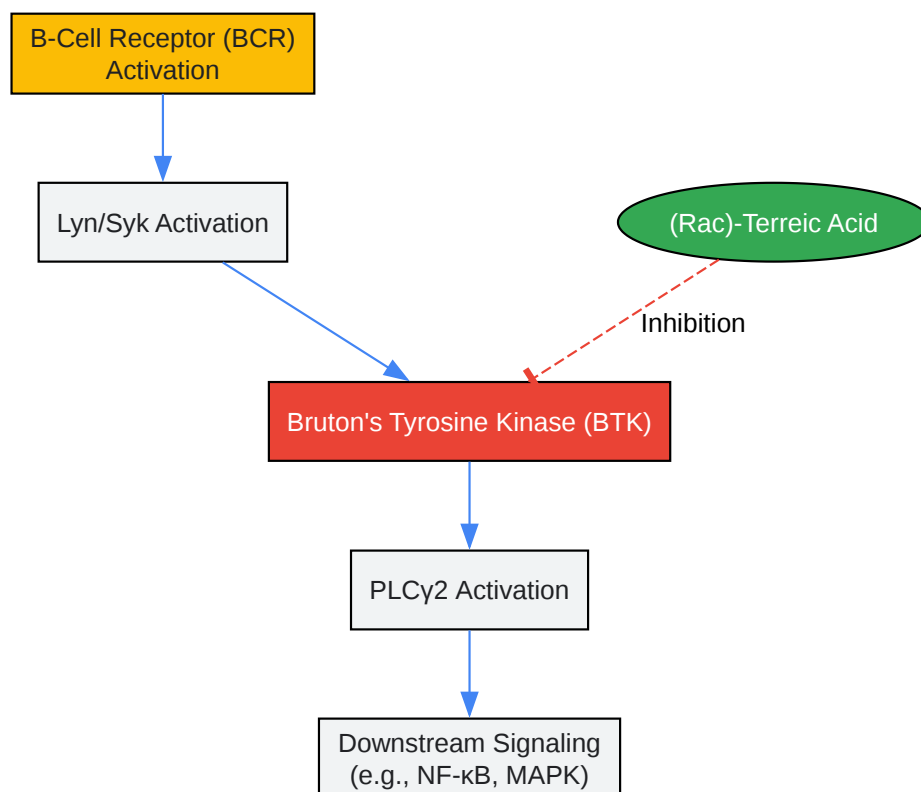 B-Cell Receptor (BCR)
Activation
Lyn/Syk Activation
(Rac)-Terreic Acid
Inhibition
Bruton's Tyrosine Kinase (BTK)
PLCγ2 Activation
Downstream Signaling
(e.g., NF-κB, MAPK)